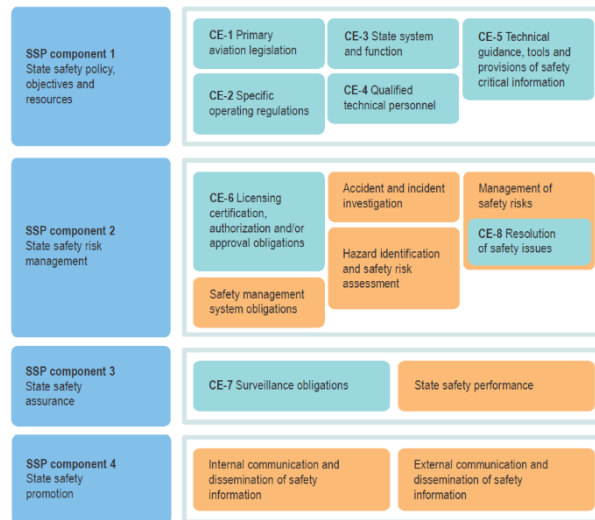 SSP component 1
State safety policy,
objectives and
resources
CE-1 Primary
aviation legislation
CE-2 Specific
operating regulations
CE-3 State system
and function
CE-4 Qualified
technical personnel
CE-5 Technical
guidance, tools and
provisions of safety
critical information
SSP component 2
State safety risk
management
CE-6 Licensing
certification,
authorization and/or
approval obligations
Safety management
system obligations
Accident and incident
investigation
Hazard identification
and safety risk
assessment
Management of
safety risks
CE-8 Resolution
of safety issues
SSP component 3
State safety
assurance
CE-7 Surveillance obligations
State safety performance
SSP component 4
State safety
promotion
Internal communication and
dissemination of safety
information
External communication and
dissemination of safety
information